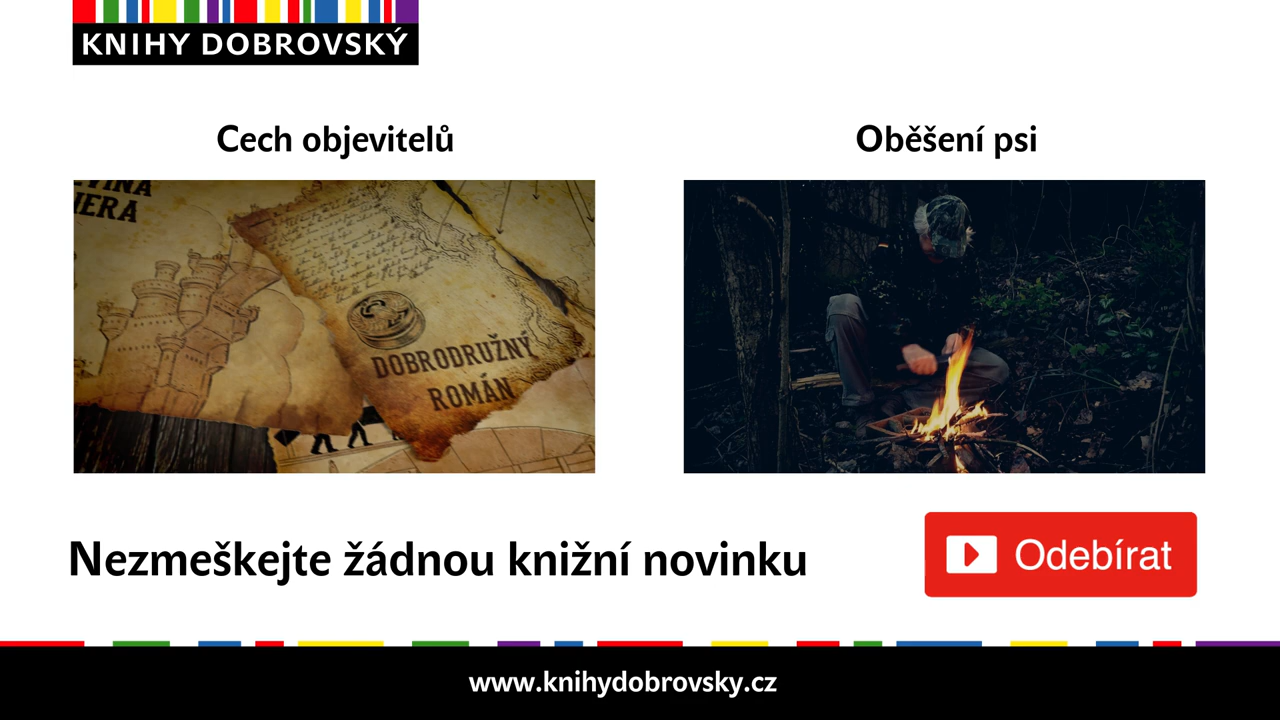 KNIHY DOBROVSKÝ
Cech objevitelů
Oběšení psi
DOBRODRUŽNÝ
ROMÁN
Nezmeškejte žádnou knižní novinku
Odebírat
www.knihydobrovsky.cz